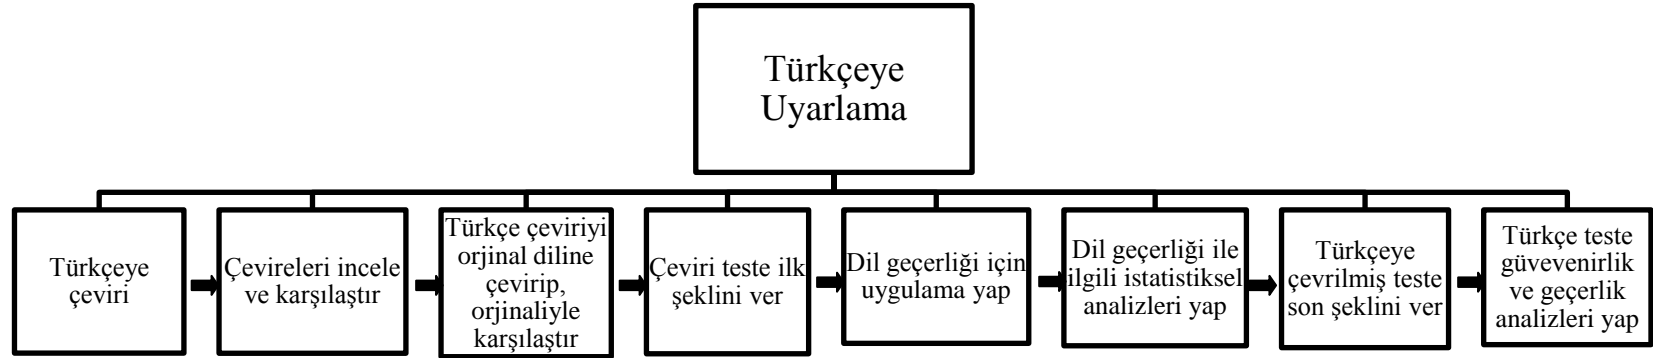 Türkçeye
Uyarlama
Türkçeye
çeviri
Çevireleri incele
ve karşılaştır
Türkçe çeviriyi
orjinal diline
çevirip,
orjinaliyle
karşılaştır
Çeviri teste ilk
şeklini ver
Dil geçerliği için
uygulama yap
Dil geçerliği ile
ilgili istatistiksel
analizleri yap
Türkçeye
çevrilmiş teste
son şeklini ver
Türkçe teste
güvevenirlik
ve geçerlik
analizleri yap